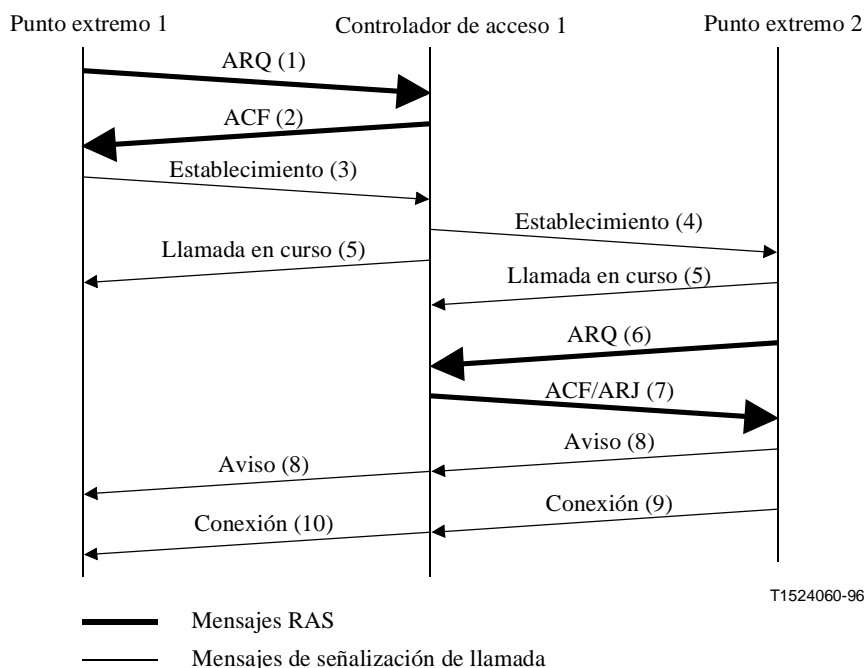 Punto extremo 1
Controlador de acceso 1
Punto extremo 2
ARQ (1)
ACF (2)
Establecimiento (3)
Establecimiento (4)
Llamada en curso (5)
Llamada en curso (5)
ARQ (6)
ACF/ARJ (7)
Aviso (8)
Aviso (8)
Conexión (9)
Conexión (10)
T1524060-96
Mensajes RAS
Mensajes de señalización de llamada